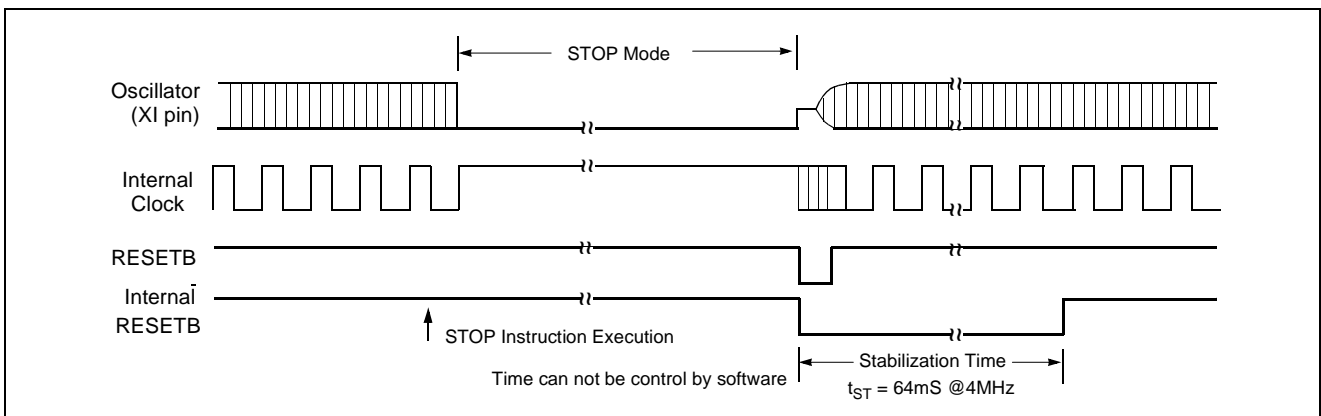 STOP Mode
Oscillator
(XI pin)
Internal
Clock
RESETB
Internal
RESETB
STOP Instruction Execution
Time can not be control by software
Stabilization Time
tST = 64mS @4MHz